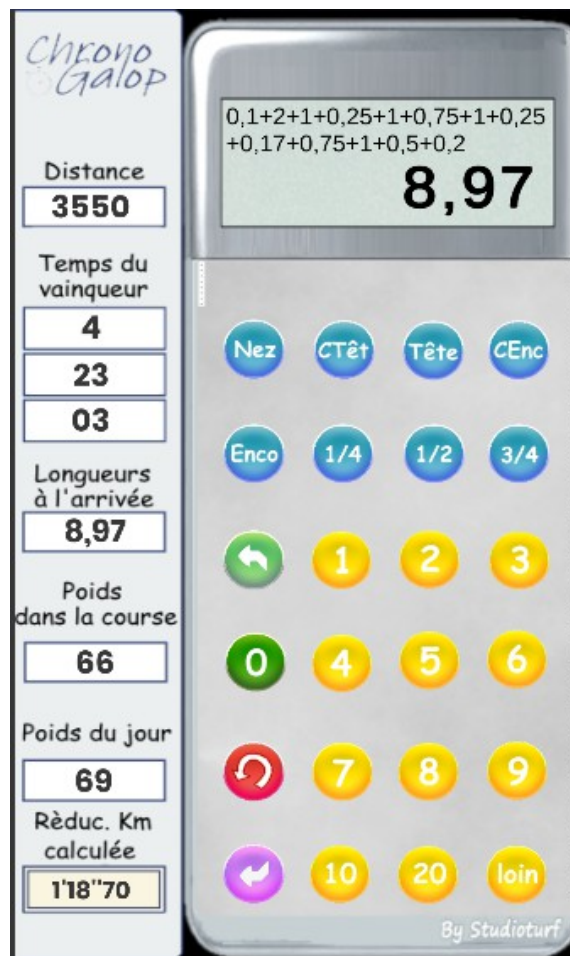 Chrono
Galop
Distance
3550
Temps du
vainqueur
4
23
03
Longueurs
à l'arrivée
8,97
Poids
dans la course
66
Poids du jour
69
Rèduc. Km
calculée
1'18"70
0,1+2+1+0,25+1+0,75+1+0,25
+0,17+0,75+1+0,5+0,2
8,97
Nez CTêt Tête CEnc
Enco 1/4 1/2 3/4
1 2 3
0 4 5 6
7 8 9
10 20 loin
By Studioturf